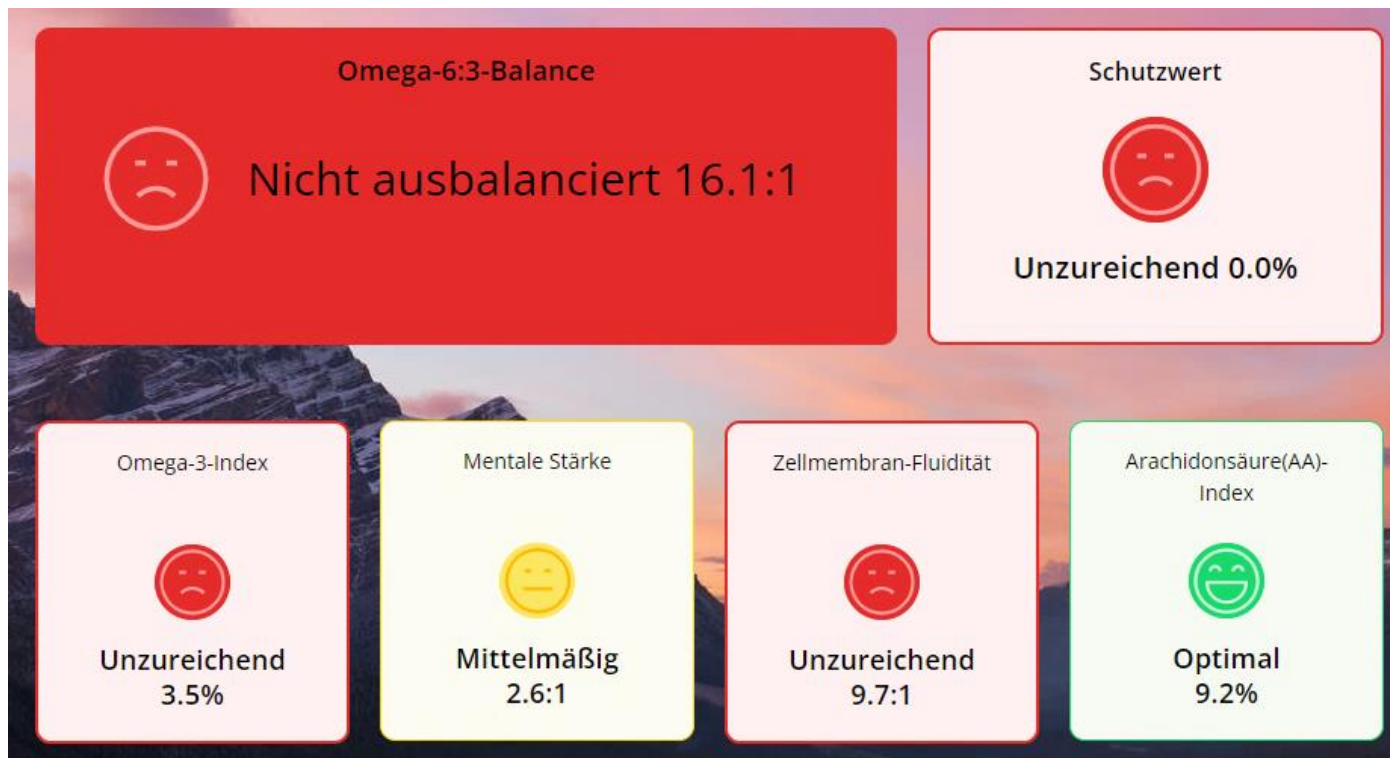 Omega-6:3-Balance
Nicht ausbalanciert 16.1:1
Schutzwert
Unzureichend 0.0%
Omega-3-Index
Unzureichend
3.5%
Mentale Stärke
Mittelmäßig
2.6:1
Zellmembran-Fluidität
Unzureichend
9.7:1
Arachidonsäure(AA)-
Index
Optimal
9.2%